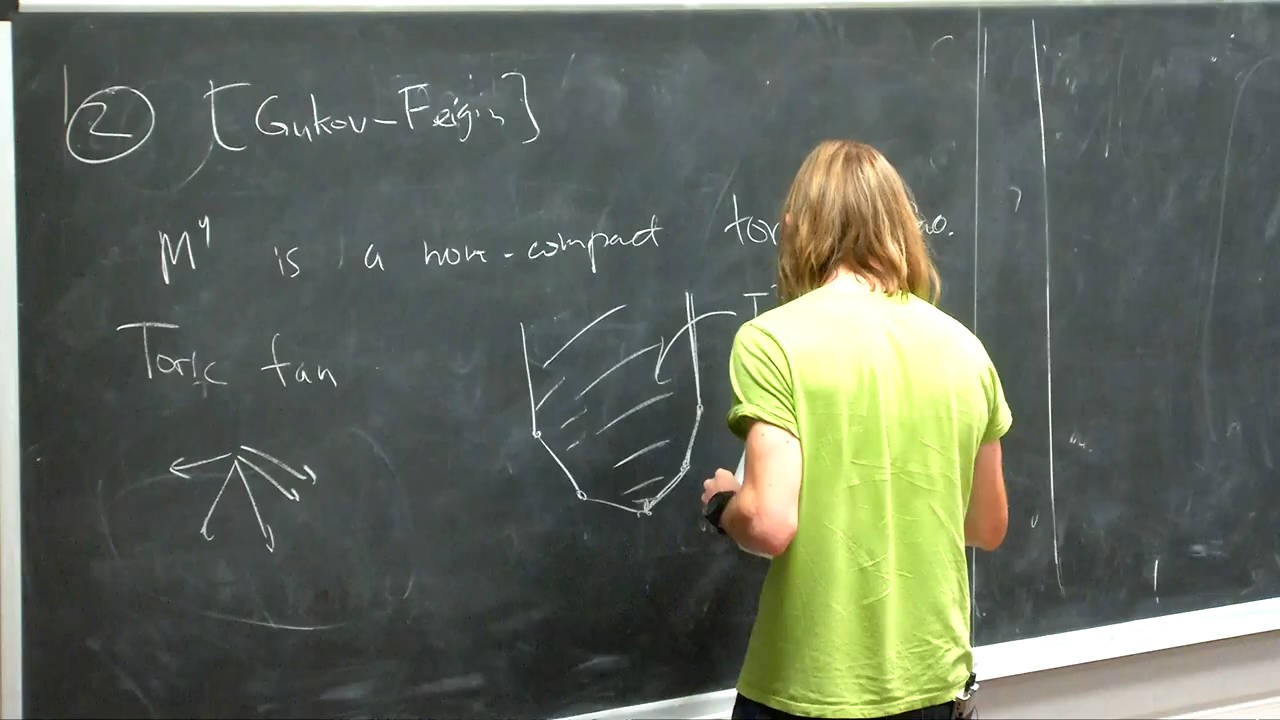 ② [Gukov-Feigin]
M⁴ is a non-compact
Toric fan